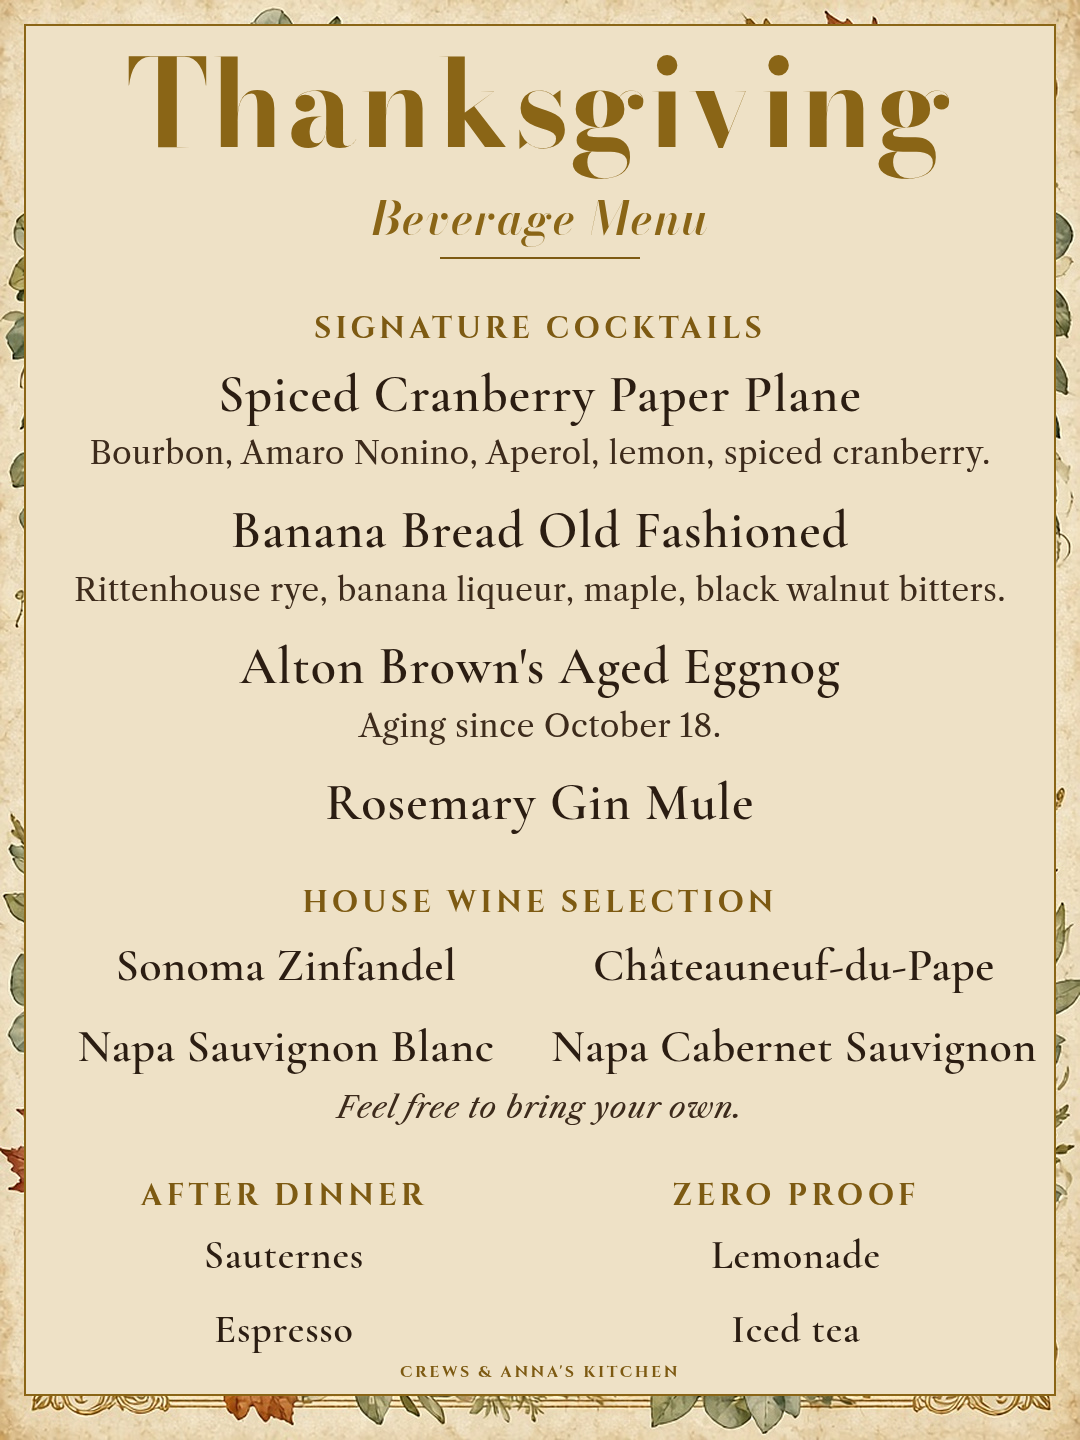 Thanksgiving
Beverage Menu
SIGNATURE COCKTAILS
Spiced Cranberry Paper Plane
Bourbon, Amaro Nonino, Aperol, lemon, spiced cranberry.
Banana Bread Old Fashioned
Rittenhouse rye, banana liqueur, maple, black walnut bitters.
Alton Brown's Aged Eggnog
Aging since October 18.
Rosemary Gin Mule
HOUSE WINE SELECTION
Sonoma Zinfandel
Châteauneuf-du-Pape
Napa Sauvignon Blanc
Napa Cabernet Sauvignon
Feel free to bring your own.
AFTER DINNER
Sauternes
Espresso
ZERO PROOF
Lemonade
Iced tea
CREWS & ANNA'S KITCHEN